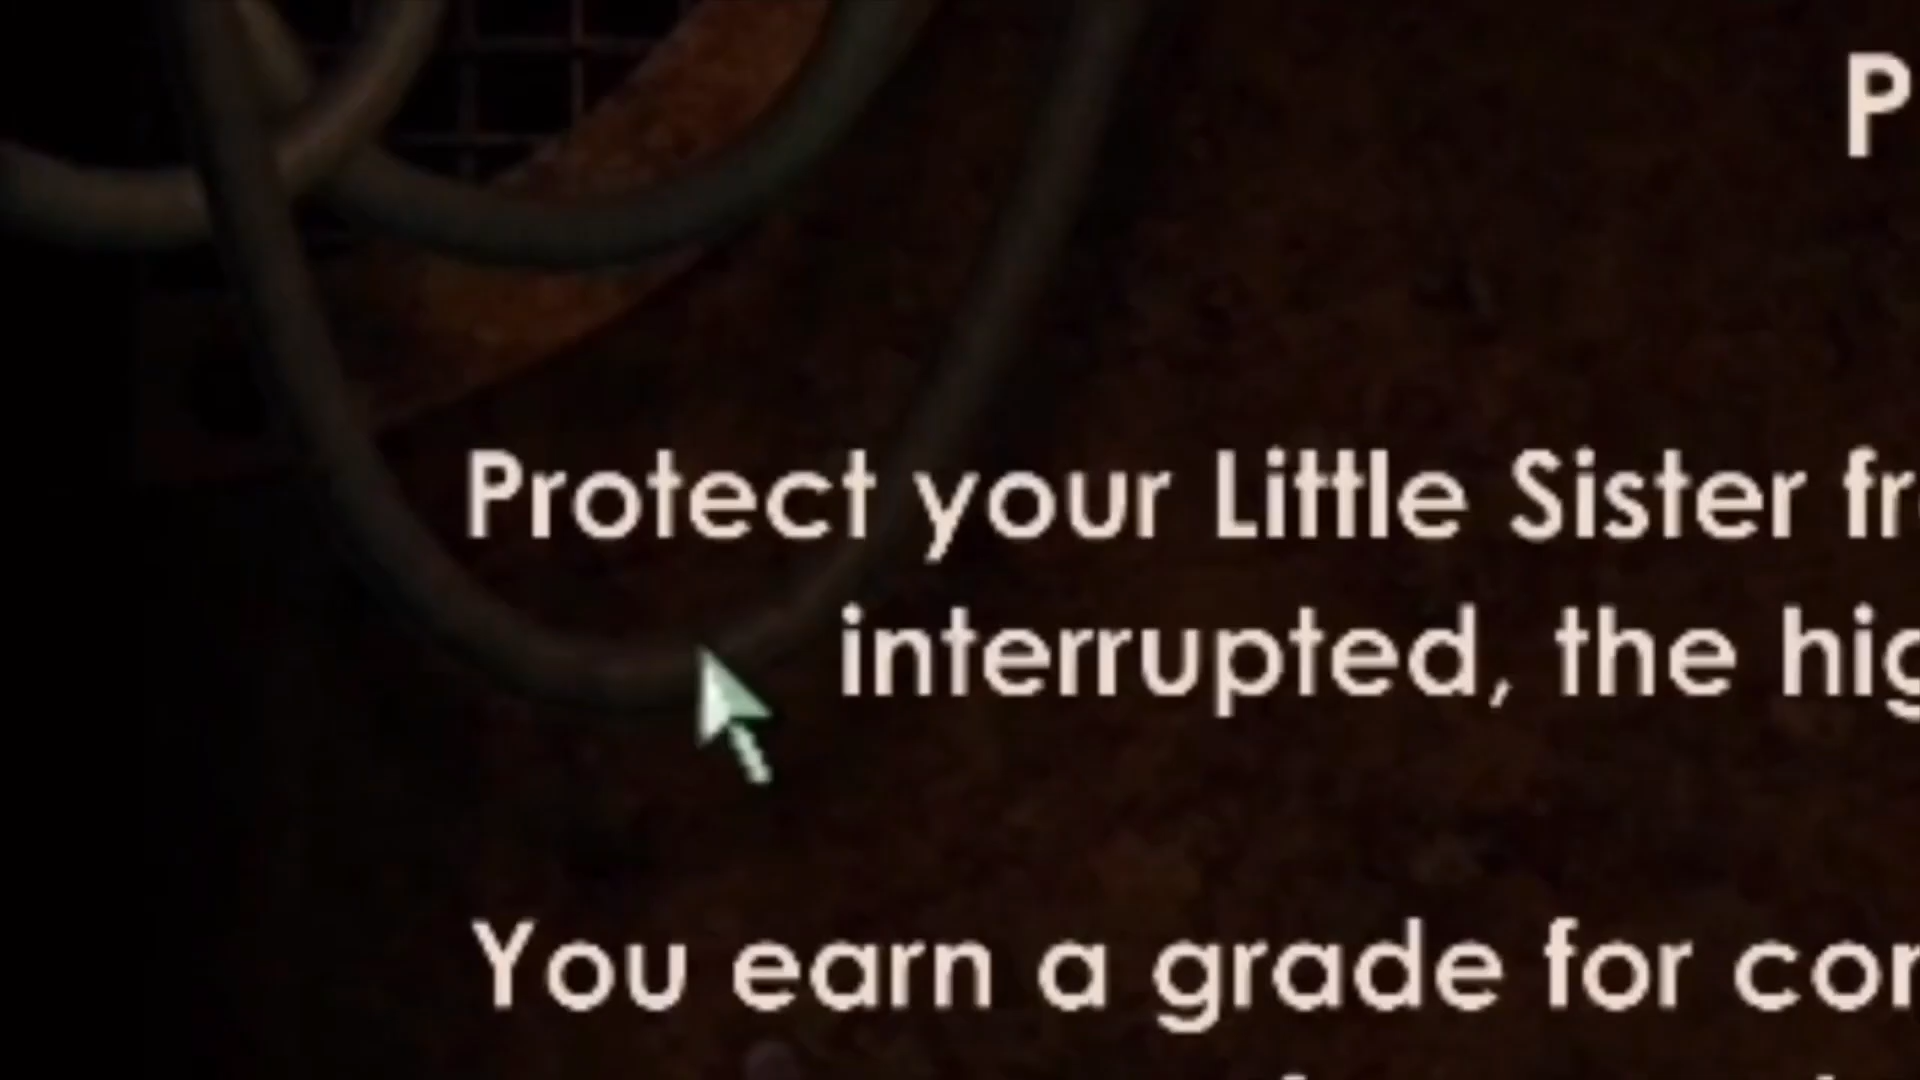 P
Protect your Little Sister fr
interrupted, the hig
You earn a grade for cor